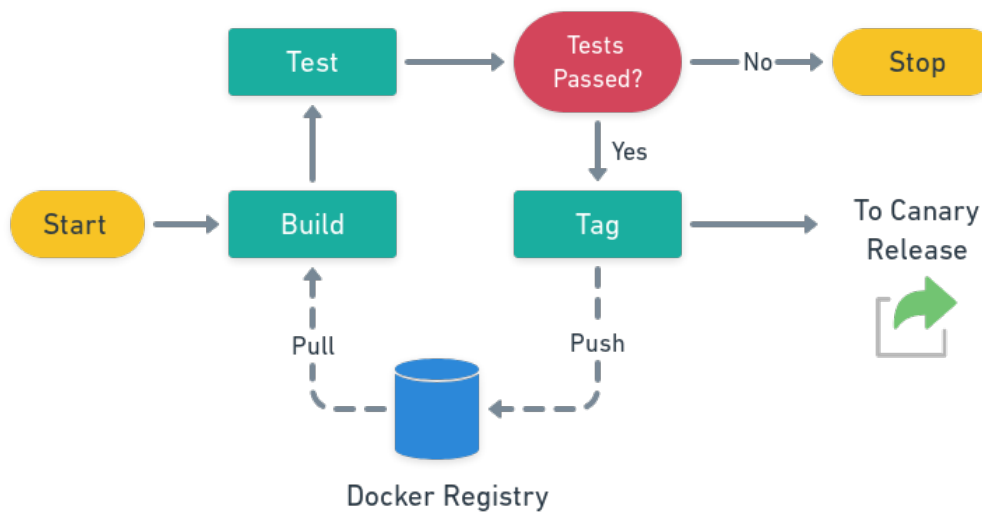 Test
Tests
Passed?
No
Stop
Yes
Start
Build
Tag
To Canary
Release
Pull
Push
Docker Registry